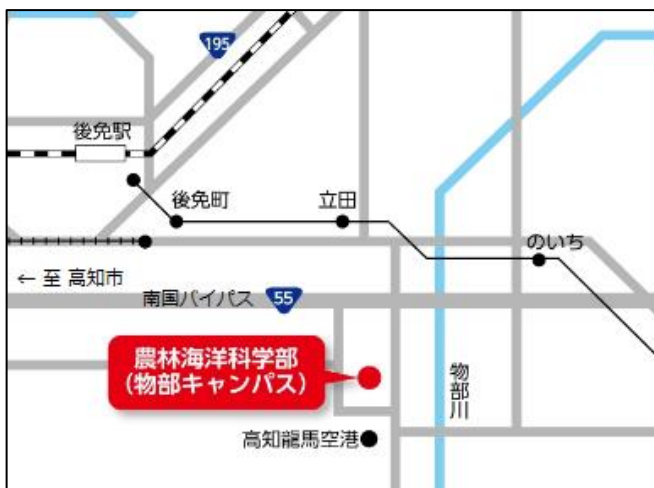 195
後免駅
後免町
立田
のいち
← 至 高知市
南国バイパス
55
農林海洋科学部
(物部キャンパス)
物部川
高知龍馬空港